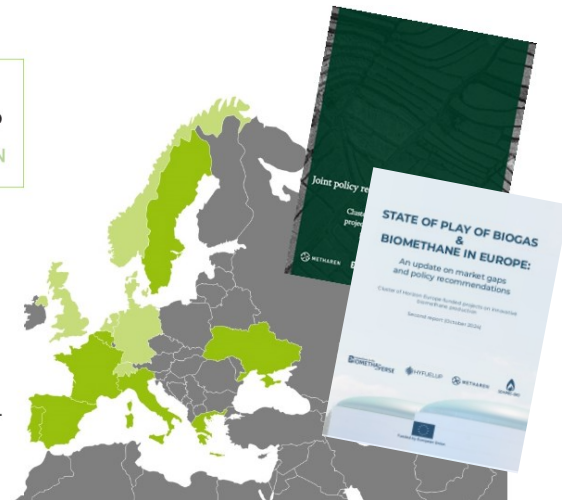 N
Joint policy re
Clust
projec
METHAREN
STATE OF PLAY OF BIOGAS
&
BIOMETHANE IN EUROPE:
An update on market gaps
and policy recommendations
Cluster of Horizon Europe funded projects on innovative
biomethane production
Second report (October 2024)
BIOMETHAVERSE
HYFUELUP
METHAREN
Funded by European Union